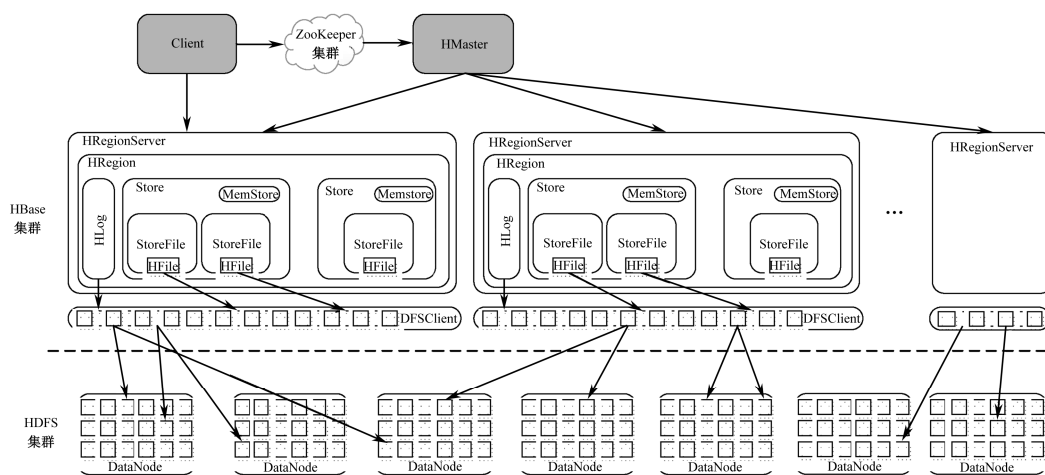 Client
ZooKeeper
集群
HMaster
HBase
集群
HRegionServer
HRegion
HLog
Store
MemStore
StoreFile
HFile
StoreFile
HFile
Store
Memstore
StoreFile
HFile
DFSClient
HRegionServer
HRegion
HLog
Store
MemStore
StoreFile
HFile
StoreFile
HFile
Store
MemStore
StoreFile
HFile
DFSClient
...
HRegionServer
HDFS
集群
DataNode
DataNode
DataNode
DataNode
DataNode
DataNode
DataNode